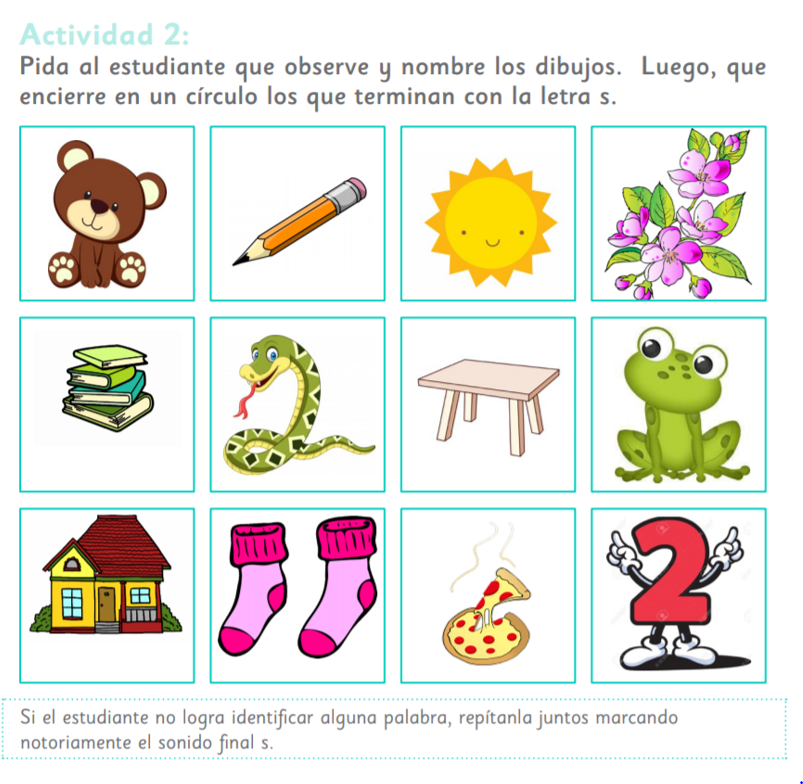 Actividad 2:
Pida al estudiante que observe y nombre los dibujos. Luego, que
encierre en un círculo los que terminan con la letra s.
2
Si el estudiante no logra identificar alguna palabra, repítanla juntos marcando
notoriamente el sonido final s.